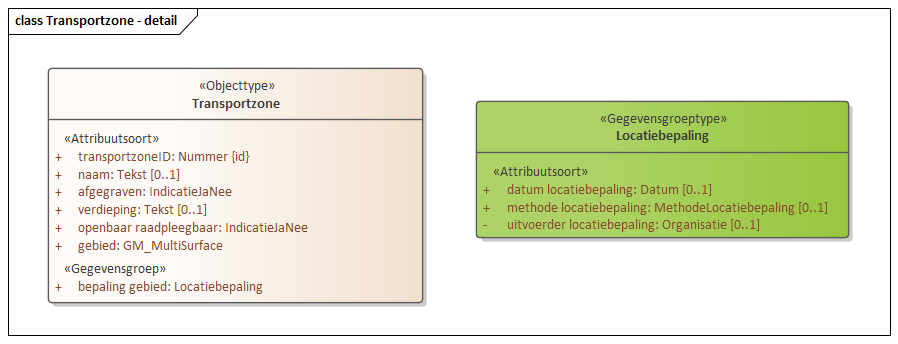 class Transportzone - detail
«Objecttype»
Transportzone
«Attribuutsoort»
+ transportzoneID: Nummer {id}
+ naam: Tekst [0..1]
+ afgegraven: IndicatieJaNee
+ verdieping: Tekst [0..1]
+ openbaar raadpleegbaar: IndicatieJaNee
+ gebied: GM_MultiSurface
«Gegevensgroep»
+ bepaling gebied: Locatiebepaling
«Gegevensgroeptype»
Locatiebepaling
«Attribuutsoort»
+ datum locatiebepaling: Datum [0..1]
+ methode locatiebepaling: MethodeLocatiebepaling [0..1]
- uitvoerder locatiebepaling: Organisatie [0..1]